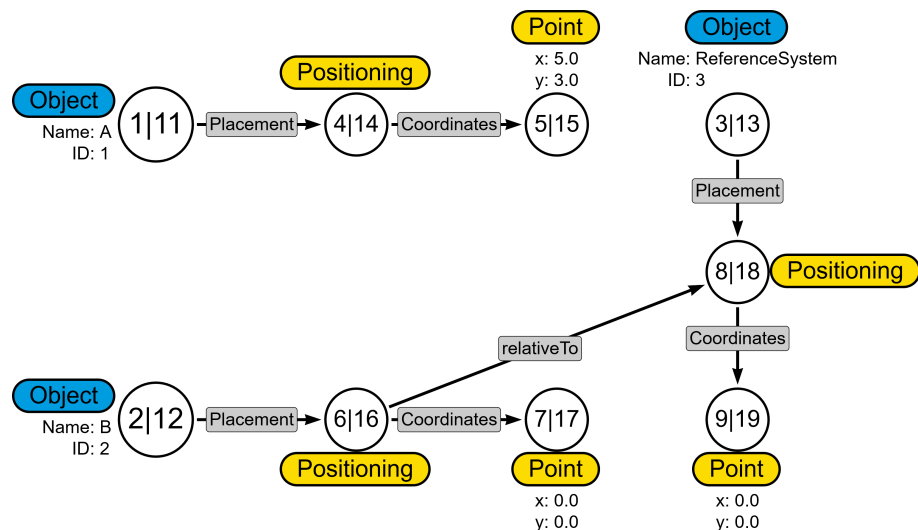 Point
Object
x: 5.0
y: 3.0
Name: ReferenceSystem
ID: 3
Positioning
Object
Name: A
ID: 1
1|11
Placement
4|14
Coordinates
5|15
3|13
Placement
8|18
Positioning
relativeTo
Coordinates
Object
Name: B
ID: 2
2|12
Placement
6|16
Coordinates
7|17
9|19
Positioning
Point
Point
x: 0.0
y: 0.0
x: 0.0
y: 0.0